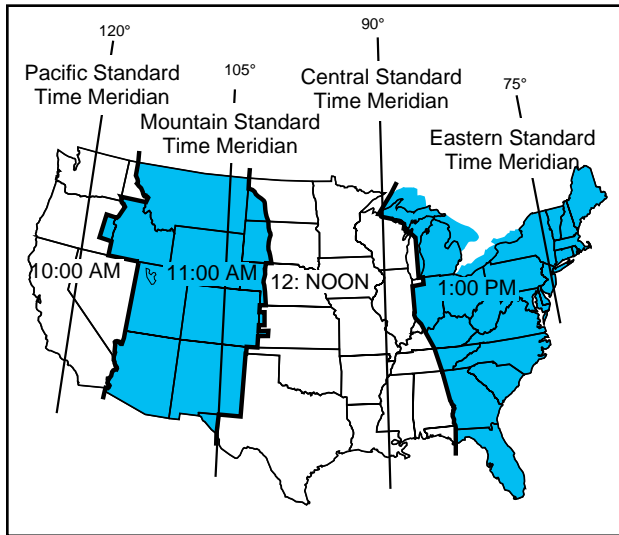 120°
Pacific Standard
Time Meridian
105°
Mountain Standard
Time Meridian
90°
Central Standard
Time Meridian
75°
Eastern Standard
Time Meridian
10:00 AM
11:00 AM
12: NOON
1:00 PM